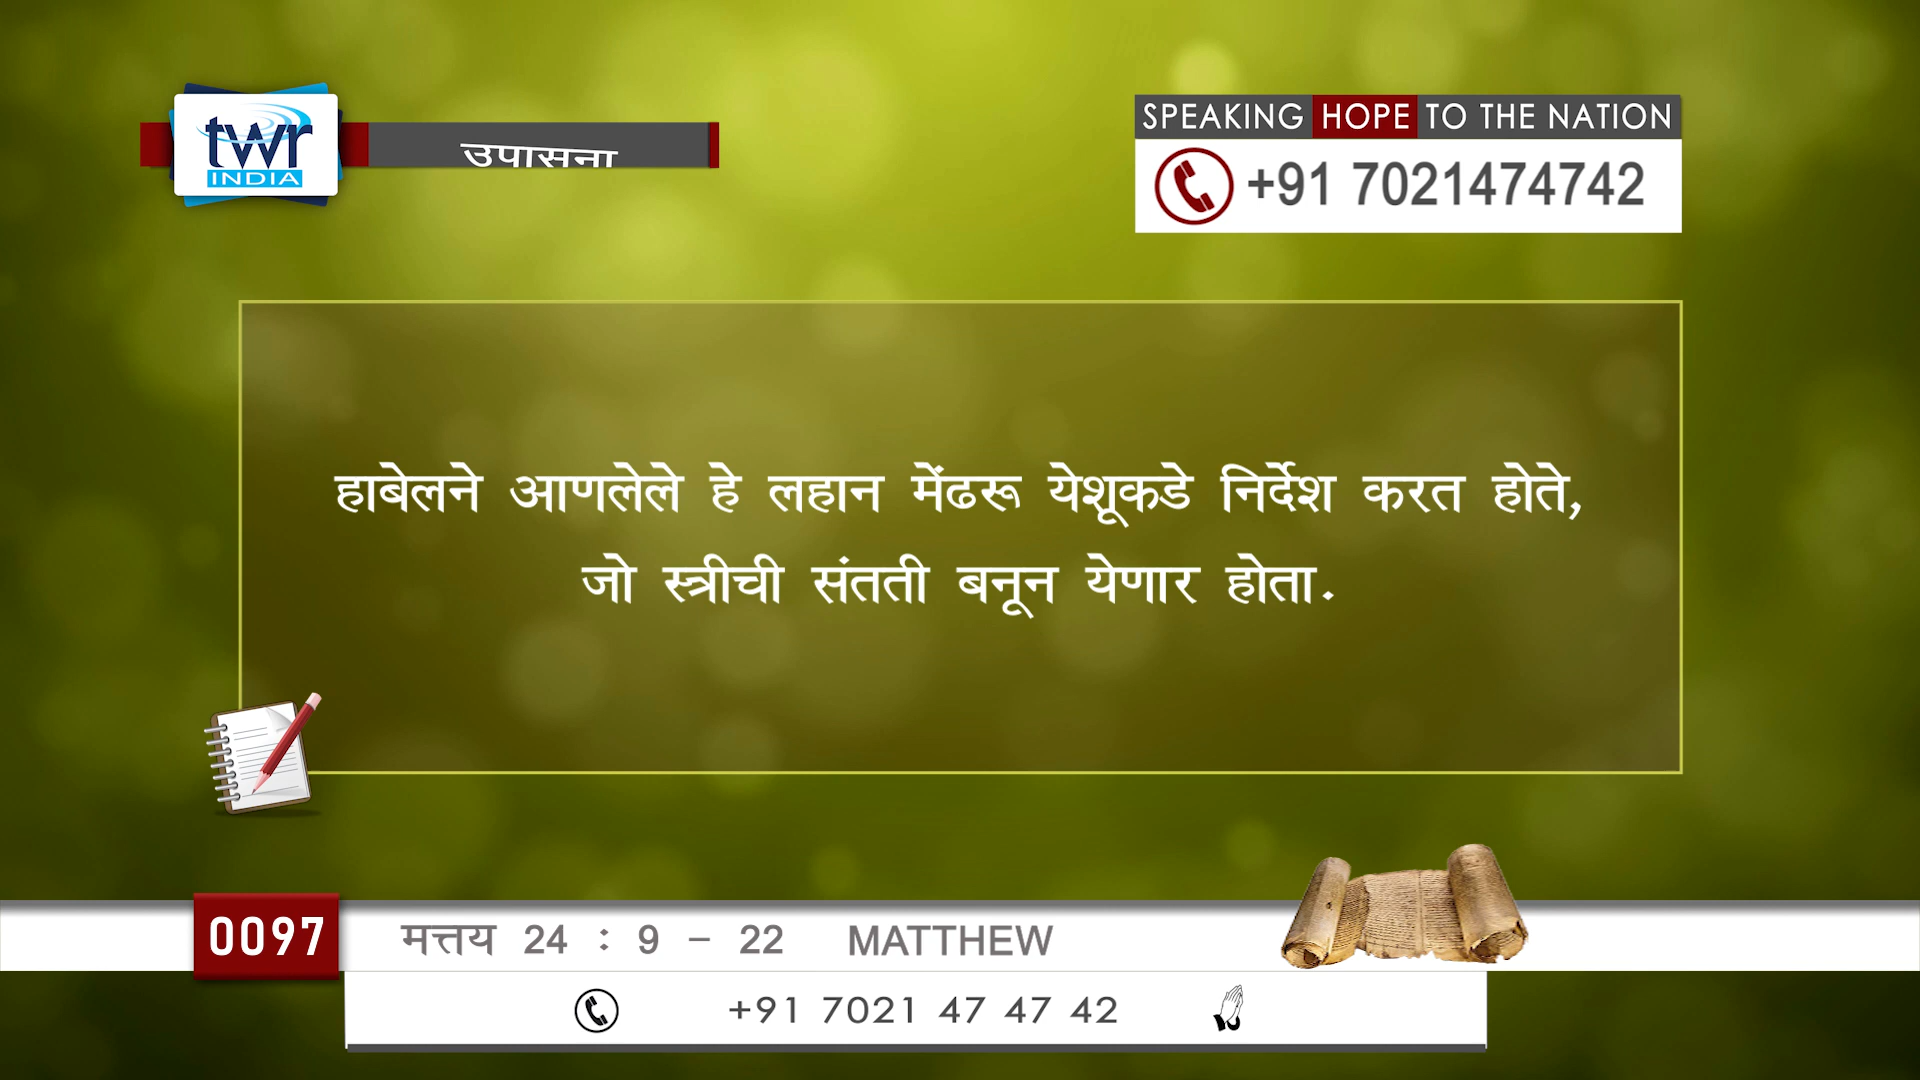 twr
INDIA
उपासना
SPEAKING HOPE TO THE NATION
+91 7021474742
हाबेलने आणलेले हे लहान मेंढरू येशूकडे निर्देश करत होते,
जो स्त्रीची संतती बनून येणार होता.
0097
मत्तय 24 : 9 - 22 MATTHEW
+91 7021 47 47 42